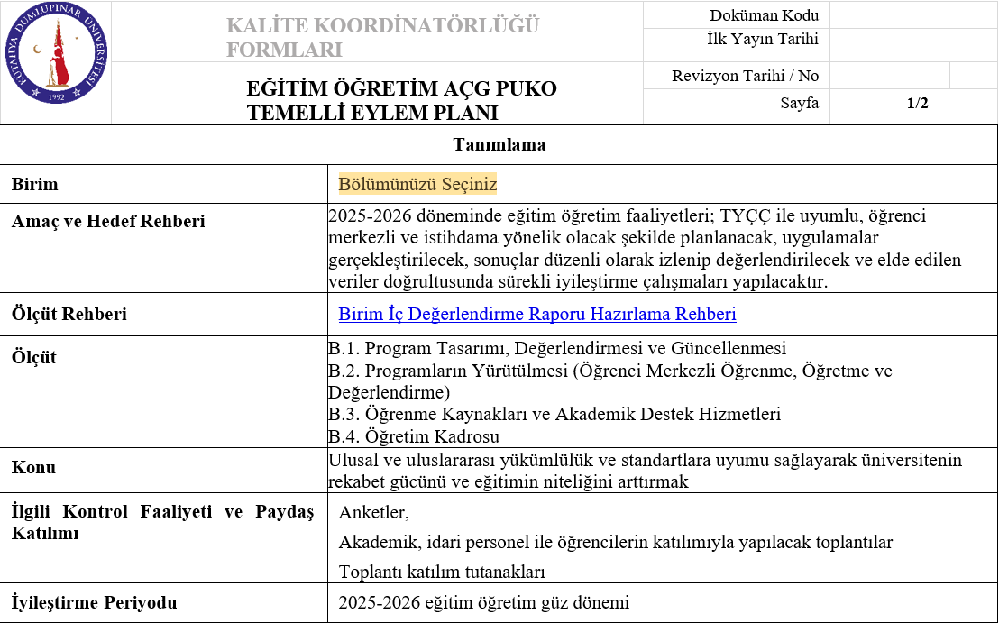 KÜTAHYA DUMLUPINAR ÜNİVERSİTESİ
1992
KALİTE KOORDİNATÖRLÜĞÜ
FORMLARI
EĞİTİM ÖĞRETİM AÇG PUKO
TEMELLİ EYLEM PLANI
Doküman Kodu
İlk Yayın Tarihi
Revizyon Tarihi / No
Sayfa 1/2
Tanımlama
Birim
Bölümünüzü Seçiniz
Amaç ve Hedef Rehberi
2025-2026 döneminde eğitim öğretim faaliyetleri; TYÇÇ ile uyumlu, öğrenci
merkezli ve istihdama yönelik olacak şekilde planlanacak, uygulamalar
gerçekleştirilecek, sonuçlar düzenli olarak izlenip değerlendirilecek ve elde edilen
veriler doğrultusunda sürekli iyileştirme çalışmaları yapılacaktır.
Ölçüt Rehberi
Birim İç Değerlendirme Raporu Hazırlama Rehberi
Ölçüt
B.1. Program Tasarımı, Değerlendirmesi ve Güncellenmesi
B.2. Programların Yürütülmesi (Öğrenci Merkezli Öğrenme, Öğretme ve
Değerlendirme)
B.3. Öğrenme Kaynakları ve Akademik Destek Hizmetleri
B.4. Öğretim Kadrosu
Konu
Ulusal ve uluslararası yükümlülük ve standartlara uyumu sağlayarak üniversitenin
rekabet gücünü ve eğitimin niteliğini arttırmak
İlgili Kontrol Faaliyeti ve Paydaş
Katılımı
Anketler,
Akademik, idari personel ile öğrencilerin katılımıyla yapılacak toplantılar
Toplantı katılım tutanakları
İyileştirme Periyodu
2025-2026 eğitim öğretim güz dönemi